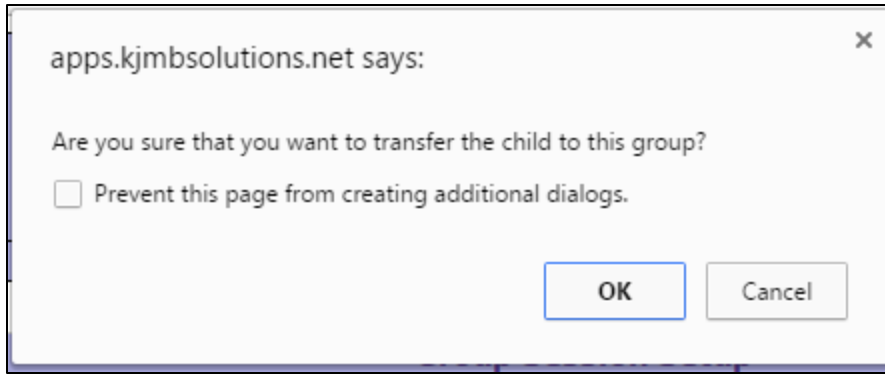 apps.kjmbsolutions.net says:
Are you sure that you want to transfer the child to this group?
Prevent this page from creating additional dialogs.
OK Cancel